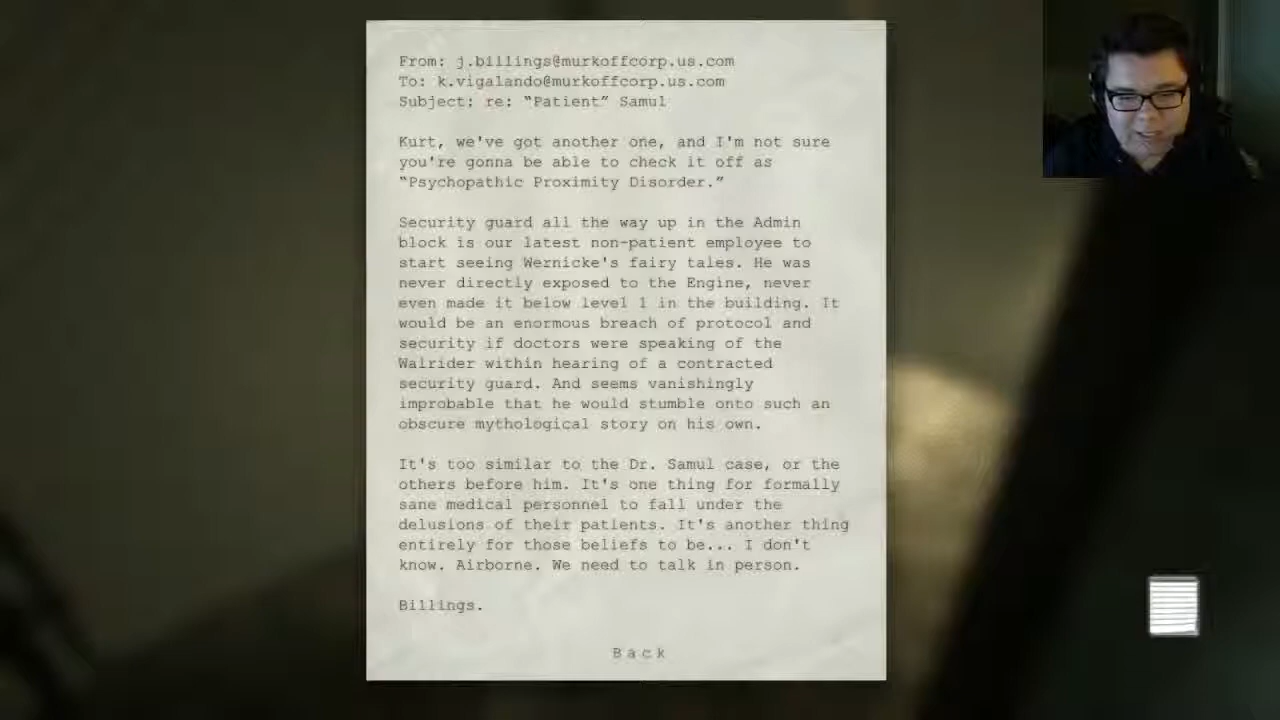 From: j.billings@murkoffcorp.us.com
To: k.vigalando@murkoffcorp.us.com
Subject: re: “Patient” Samul
Kurt, we've got another one, and I'm not sure
you're gonna be able to check it off as
“Psychopathic Proximity Disorder.”
Security guard all the way up in the Admin
block is our latest non-patient employee to
start seeing Wernicke's fairy tales. He was
never directly exposed to the Engine, never
even made it below level 1 in the building. It
would be an enormous breach of protocol and
security if doctors were speaking of the
Walrider within hearing of a contracted
security guard. And seems vanishingly
improbable that he would stumble onto such an
obscure mythological story on his own.
It's too similar to the Dr. Samul case, or the
others before him. It's one thing for formally
sane medical personnel to fall under the
delusions of their patients. It's another thing
entirely for those beliefs to be... I don't
know. Airborne. We need to talk in person.
Billings.
Back